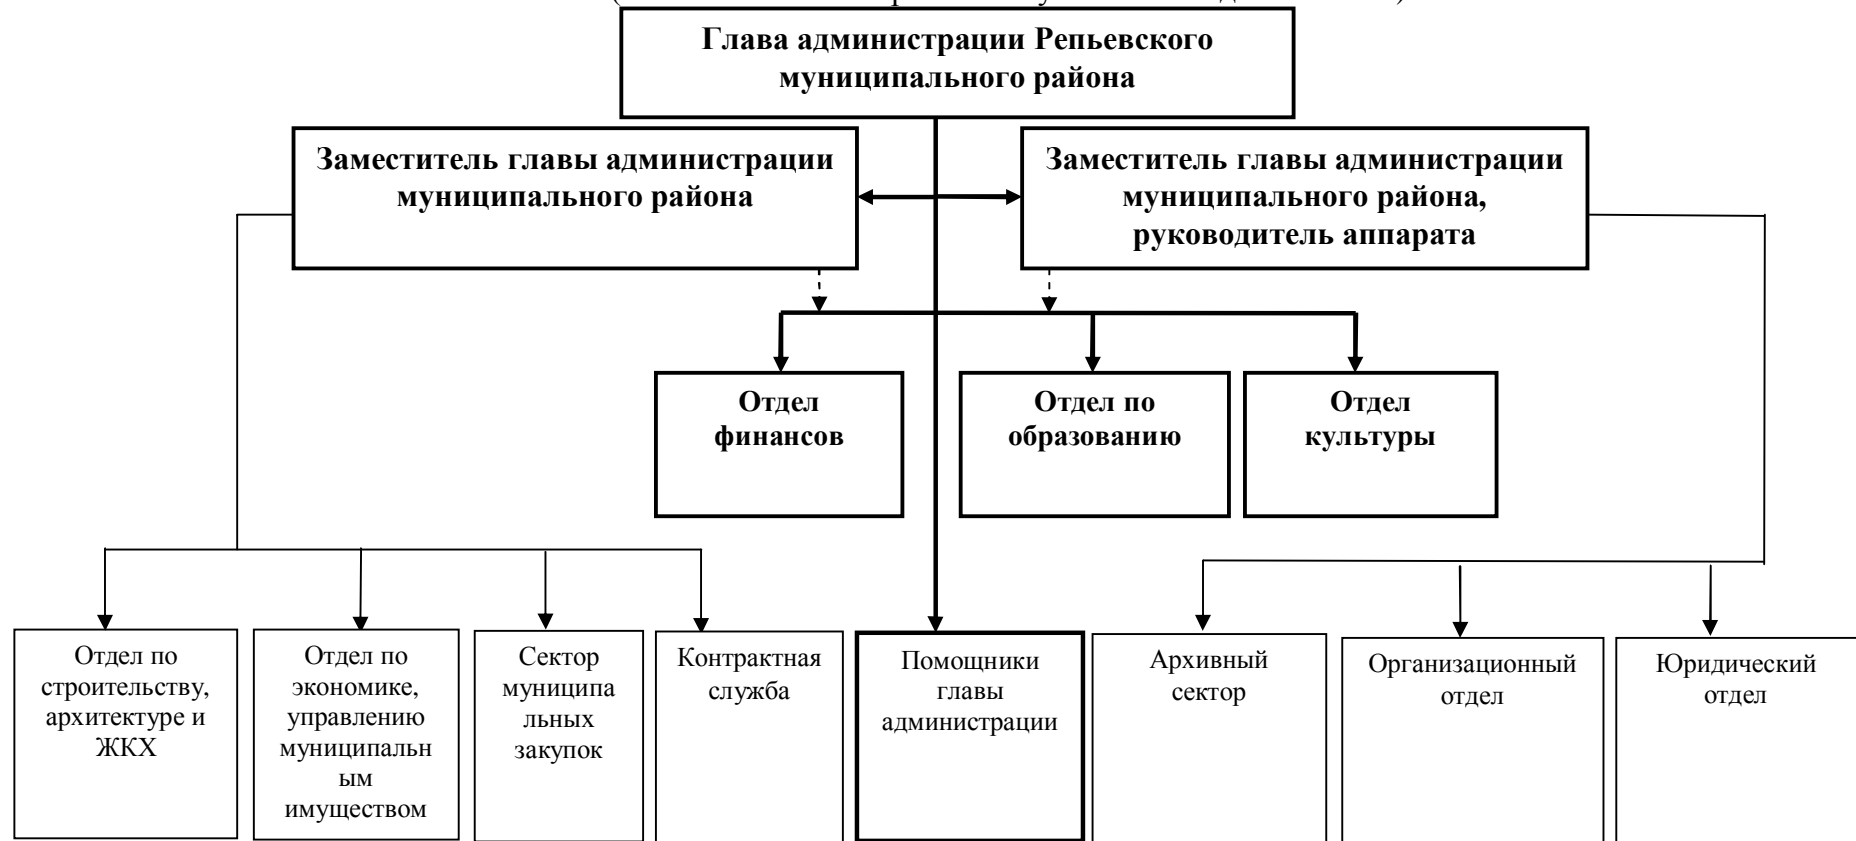 Глава администрации Репьевского
муниципального района
Заместитель главы администрации
муниципального района
Заместитель главы администрации
муниципального района,
руководитель аппарата
Отдел
финансов
Отдел по
образованию
Отдел
культуры
Отдел по
строительству,
архитектуре и
ЖКХ
Отдел по
экономике,
управлению
муниципальн
ым
имуществом
Сектор
муниципа
льных
закупок
Контрактная
служба
Помощники
главы
администрации
Архивный
сектор
Организационный
отдел
Юридический
отдел